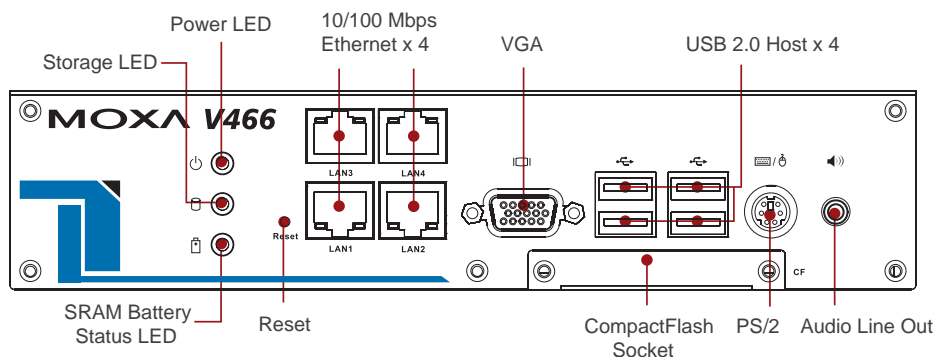 Power LED
10/100 Mbps
Ethernet x 4
VGA
USB 2.0 Host x 4
Storage LED
MOXA V466
LAN3
LAN4
/
Reset
LAN1
LAN2
CF
SRAM Battery
Status LED
Reset
CompactFlash
Socket
PS/2
Audio Line Out